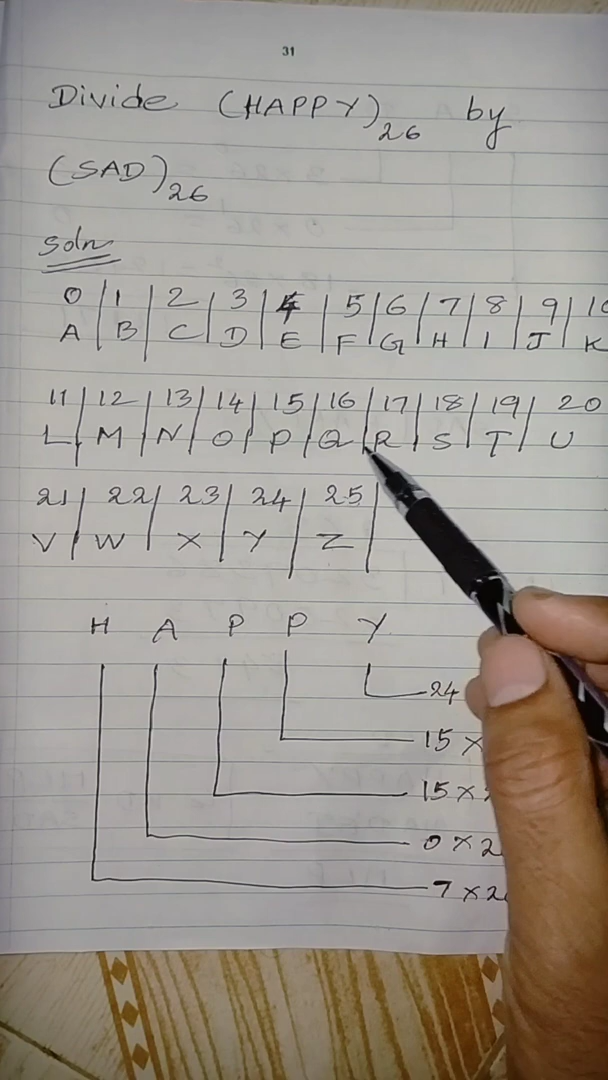 31
Divide (HAPPY)26 by
(SAD)26
Soln
0 | 1 | 2 | 3 | 4 | 5 | 6 | 7 | 8 | 9 | 10
A | B | C | D | E | F | G | H | I | J | K
11 | 12 | 13 | 14 | 15 | 16 | 17 | 18 | 19 | 20
L | M | N | O | P | Q | R | S | T | U
21 | 22 | 23 | 24 | 25
V | W | X | Y | Z
H A P P Y
24
15 ×
15 × 2
0 × 2
7 × 2